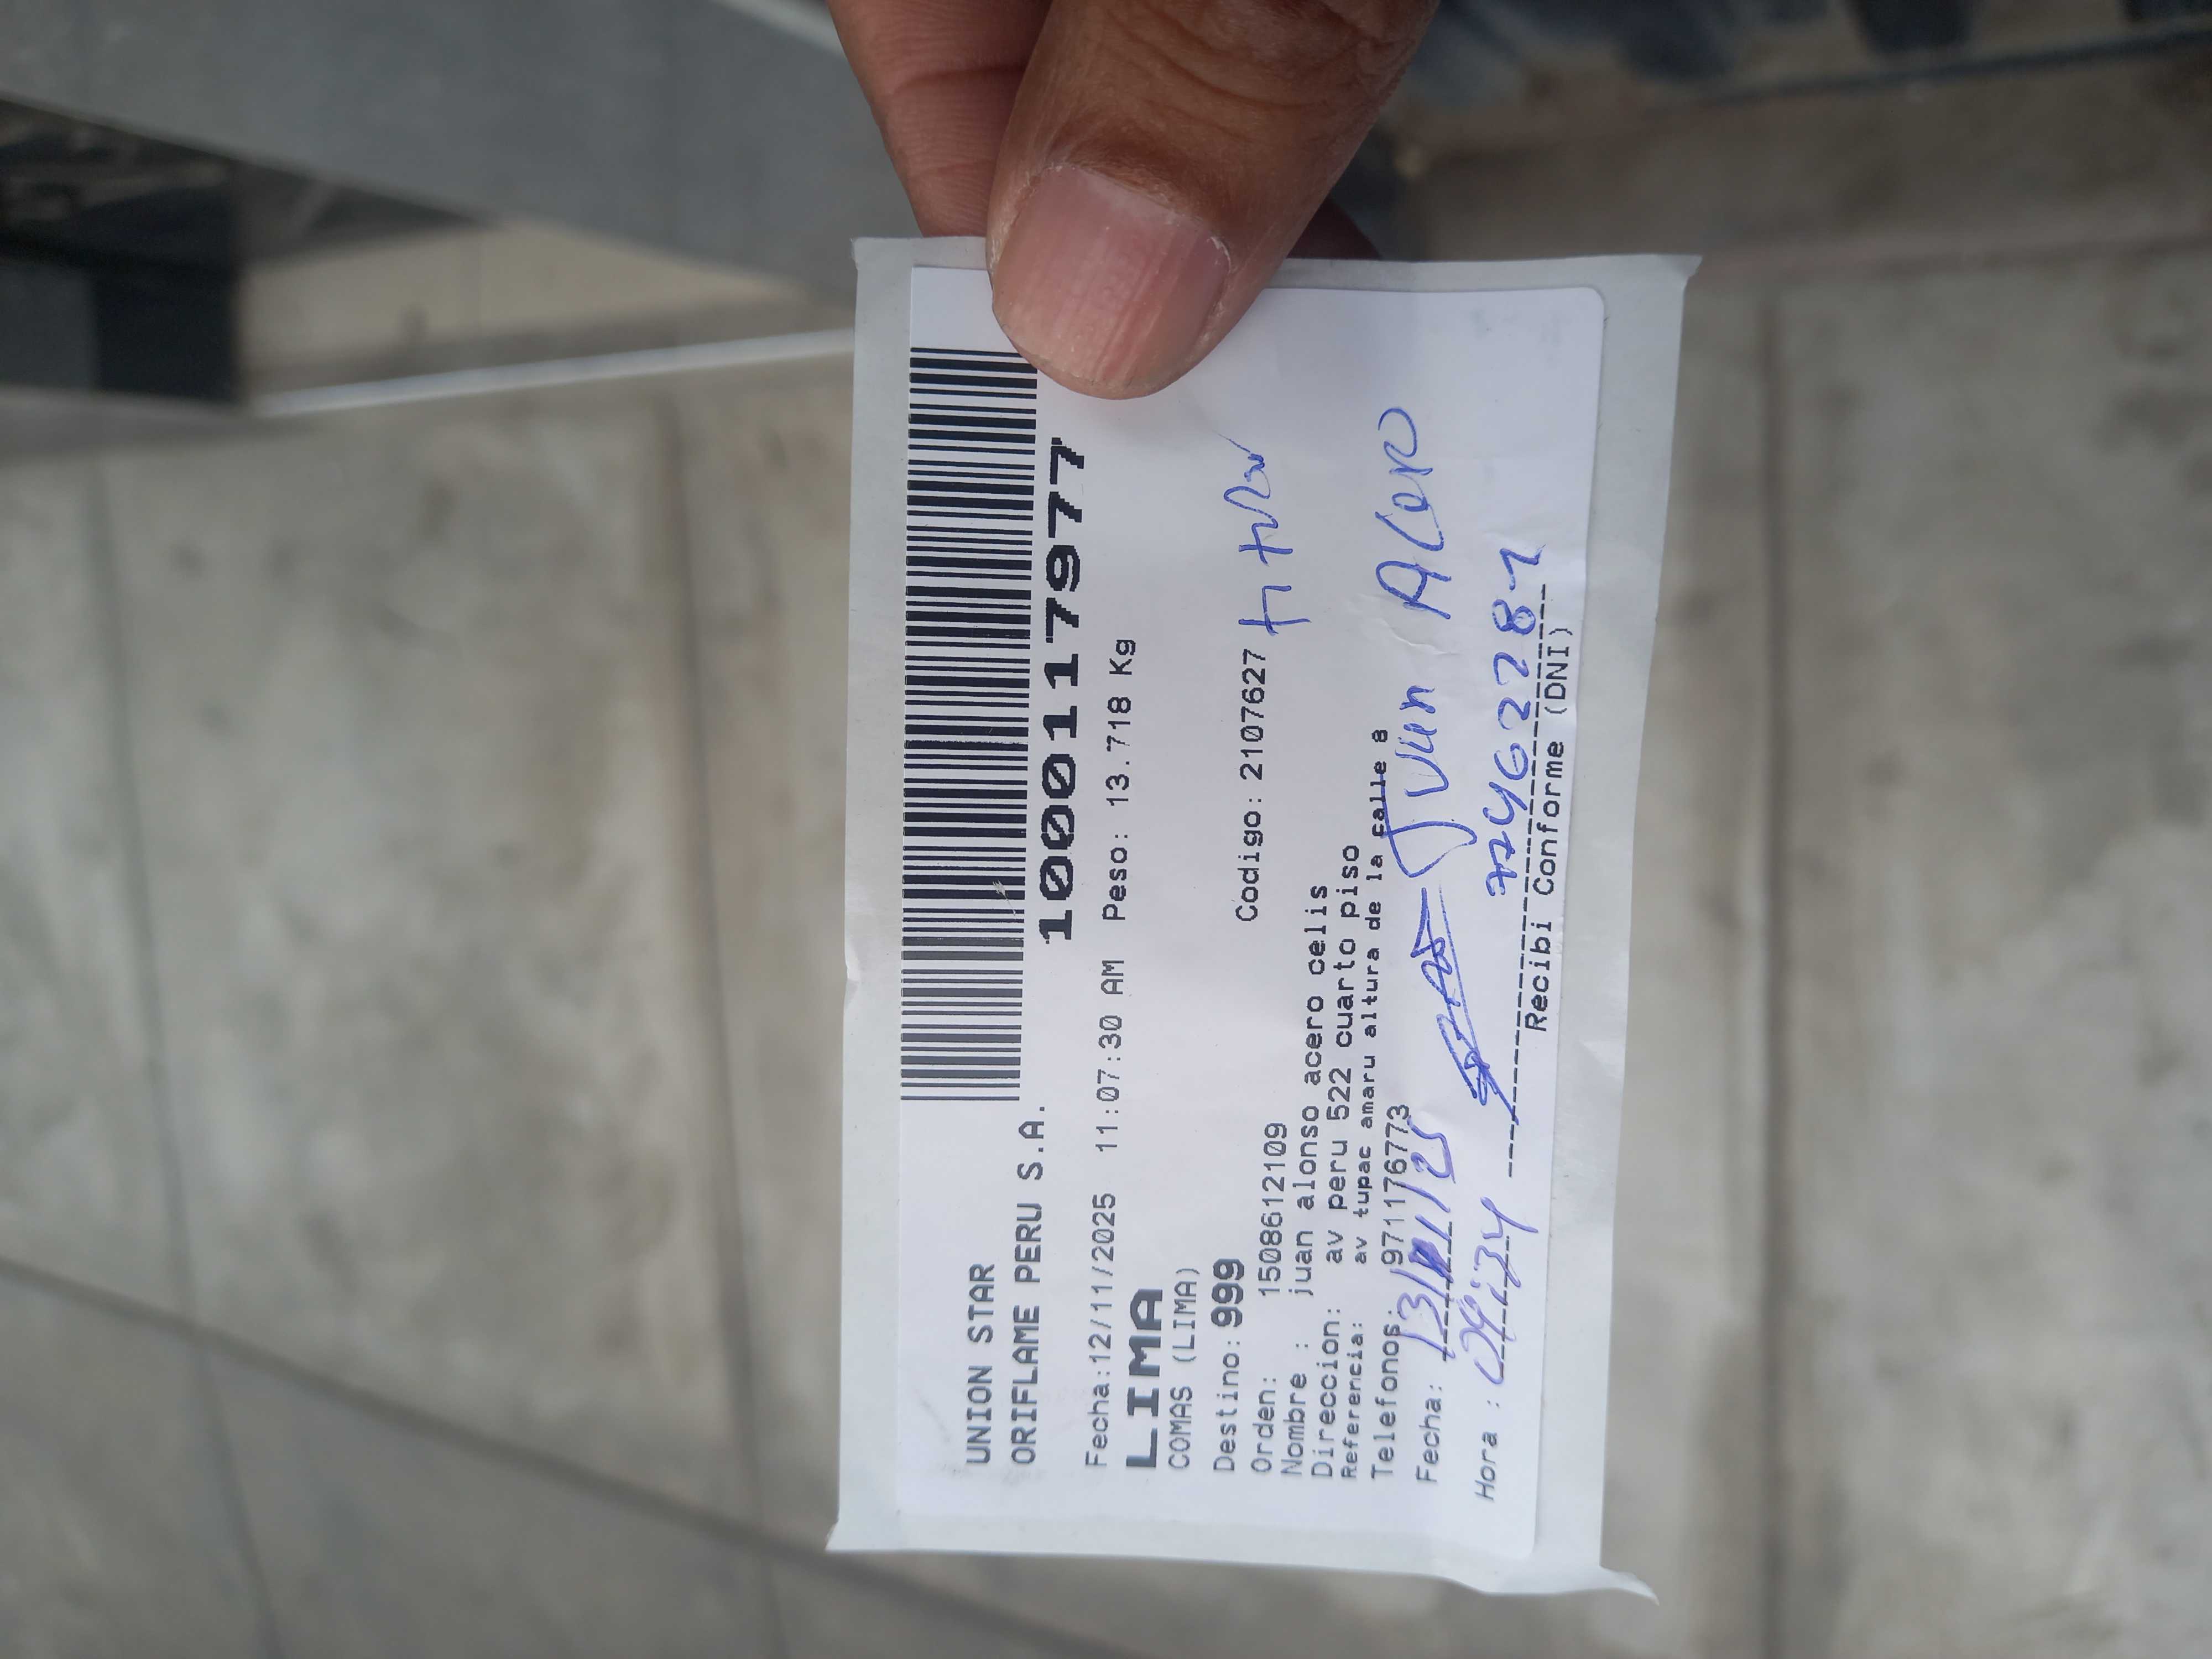 UNION STAR
ORIFLAME PERU S.A.
1000117977
Fecha:12/11/2025 11:07:30 AM Peso: 13.718 Kg
LIMA
COMAS (LIMA)
Destino:999 Codigo: 2107627
Orden: 1508612109
Nombre : juan alonso acero celis
Direccion: av peru 522 cuarto piso
Referencia: av tupac amaru altura de la calle 8
Telefonos: 971176773
Fecha: 13/11/25 Juan
Hora : 09:34
Recibi Conforme (DNI)